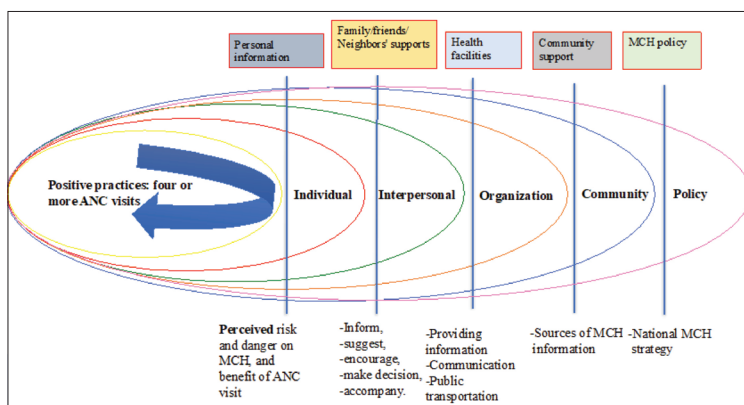 Personal
information
Family/friends/
Neighbors' supports
Health
facilities
Community
support
MCH policy
Positive practices: four or
more ANC visits
Individual
Interpersonal
Organization
Community
Policy
Perceived risk
and danger on
MCH, and
benefit of ANC
visit
-Inform,
-suggest,
-encourage,
-make decision,
-accompany.
-Providing
information
-Communication
-Public
transportation
-Sources of MCH
information
-National MCH
strategy